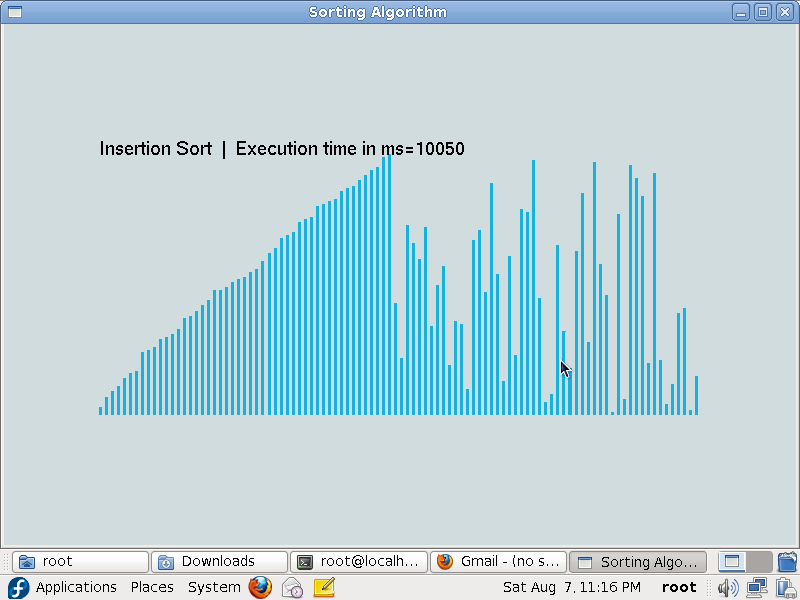 Sorting Algorithm
Insertion Sort | Execution time in ms=10050
root
Downloads
root@localh...
Gmail - (no s...
Sorting Algo...
Applications Places System
Sat Aug 7, 11:16 PM
root